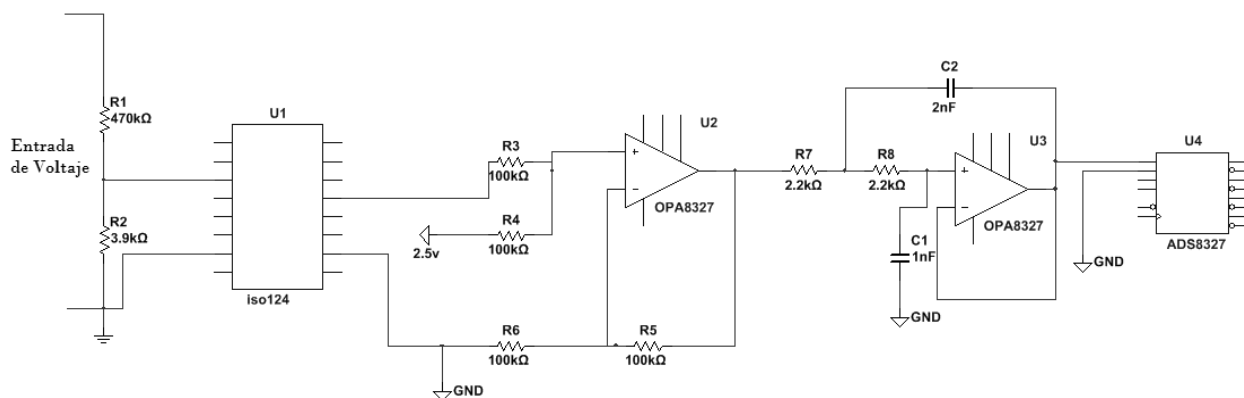 Entrada
de Voltaje
R1
470kΩ
R2
3.9kΩ
U1
iso124
R3
100kΩ
R4
100kΩ
2.5v
R6
100kΩ
R5
100kΩ
GND
+
−
U2
OPA8327
R7
2.2kΩ
R8
2.2kΩ
C2
2nF
C1
1nF
GND
+
−
U3
OPA8327
U4
ADS8327
GND